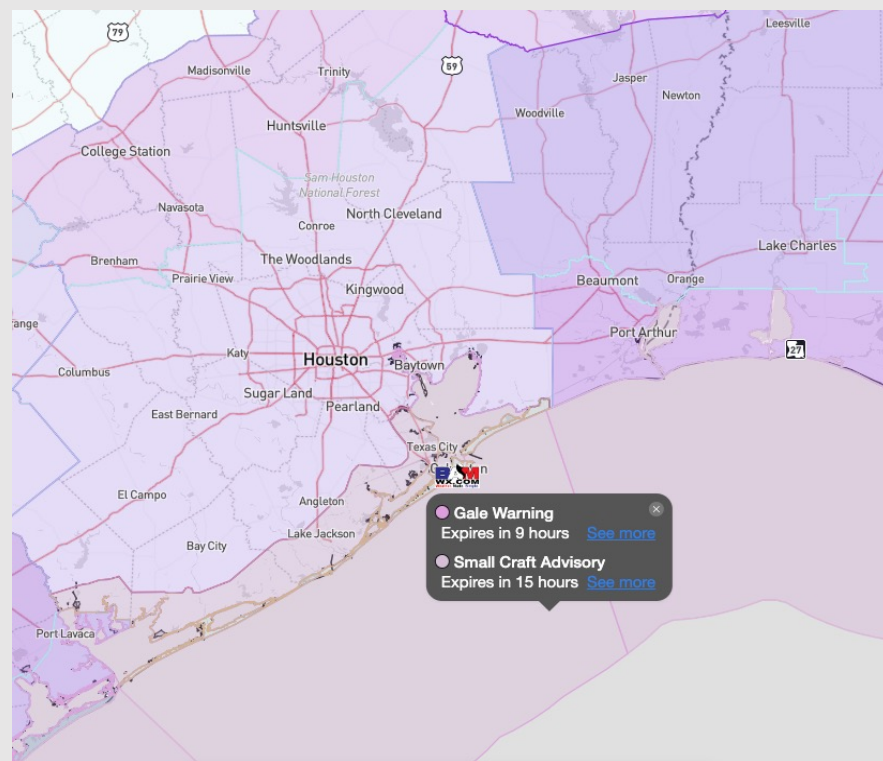 79
Leesville
Madisonville
Trinity
59
Jasper
Newton
Woodville
Huntsville
College Station
Sam Houston
National Forest
Navasota
North Cleveland
Conroe
Lake Charles
Brenham
The Woodlands
Prairie View
Kingwood
Beaumont
Orange
ange
Port Arthur
27
Katy
Houston
Baytown
Columbus
Sugar Land
Pearland
East Bernard
Texas City
WX.COM
El Campo
Angleton
Lake Jackson
Bay City
Port Lavaca
Gale Warning
Expires in 9 hours See more
Small Craft Advisory
Expires in 15 hours See more